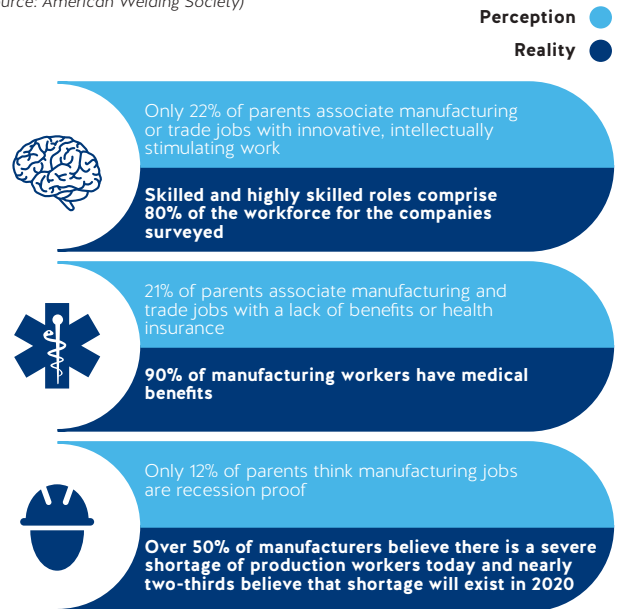 ource: American Welding Society)
Perception
Reality
Only 22% of parents associate manufacturing
or trade jobs with innovative, intellectually
stimulating work
Skilled and highly skilled roles comprise
80% of the workforce for the companies
surveyed
21% of parents associate manufacturing and
trade jobs with a lack of benefits or health
insurance
90% of manufacturing workers have medical
benefits
Only 12% of parents think manufacturing jobs
are recession proof
Over 50% of manufacturers believe there is a severe
shortage of production workers today and nearly
two-thirds believe that shortage will exist in 2020